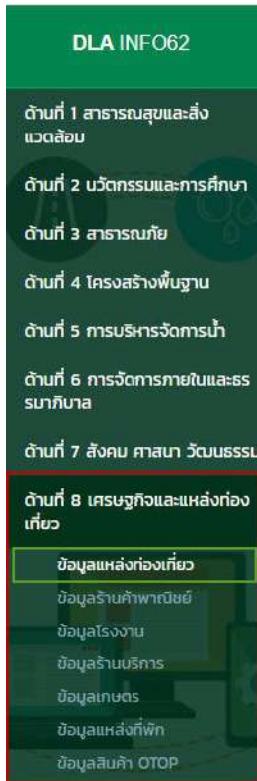 DLA INFO62
ด้านที่ 1 สาธารณสุขและสิ่ง
แวดล้อม
ด้านที่ 2 นวัตกรรมและการศึกษา
ด้านที่ 3 สาธารณภัย
ด้านที่ 4 โครงสร้างพื้นฐาน
ด้านที่ 5 การบริหารจัดการน้ำ
ด้านที่ 6 การจัดการภายในและธร
รมาภิบาล
ด้านที่ 7 สังคม ศาสนา วัฒนธรรม
ด้านที่ 8 เศรษฐกิจและแหล่งท่อง
เที่ยว
ข้อมูลแหล่งท่องเที่ยว
ข้อมูลร้านค้าพาณิชย์
ข้อมูลโรงงาน
ข้อมูลร้านบริการ
ข้อมูลเกษตร
ข้อมูลแหล่งที่พัก
ข้อมูลสินค้า OTOP